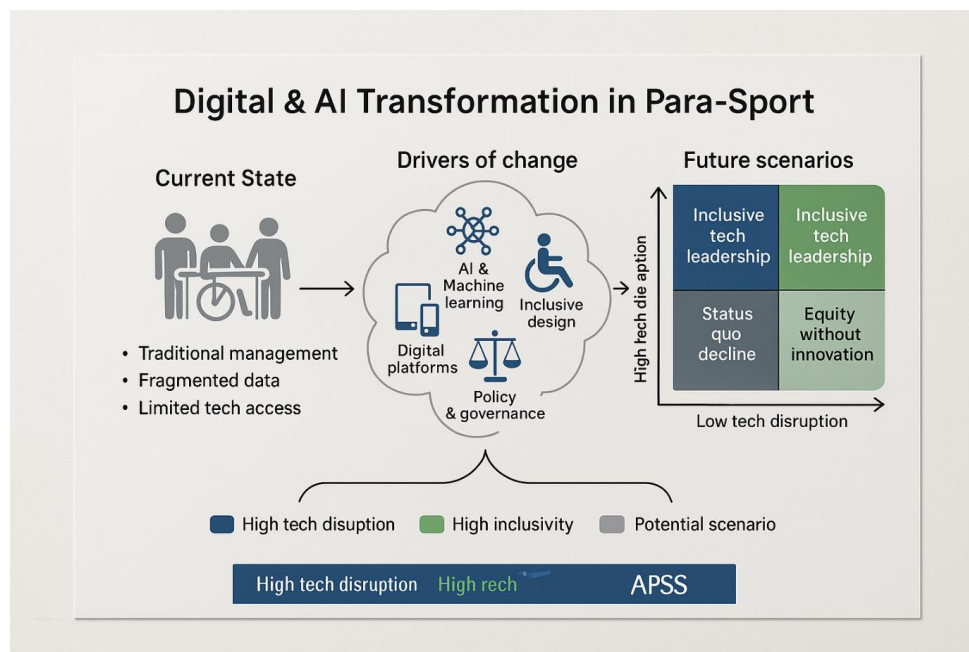 Digital & AI Transformation in Para-Sport
Current State
• Traditional management
• Fragmented data
• Limited tech access
Drivers of change
AI &
Machine
learning
Inclusive
design
Digital
platforms
Policy
& governance
Future scenarios
High tech die aption
Inclusive
tech
leadership
Inclusive
tech
leadership
Status
quo
decline
Equity
without
innovation
Low tech disruption
High tech disuption
High inclusivity
Potential scenario
High tech disruption High rech APSS